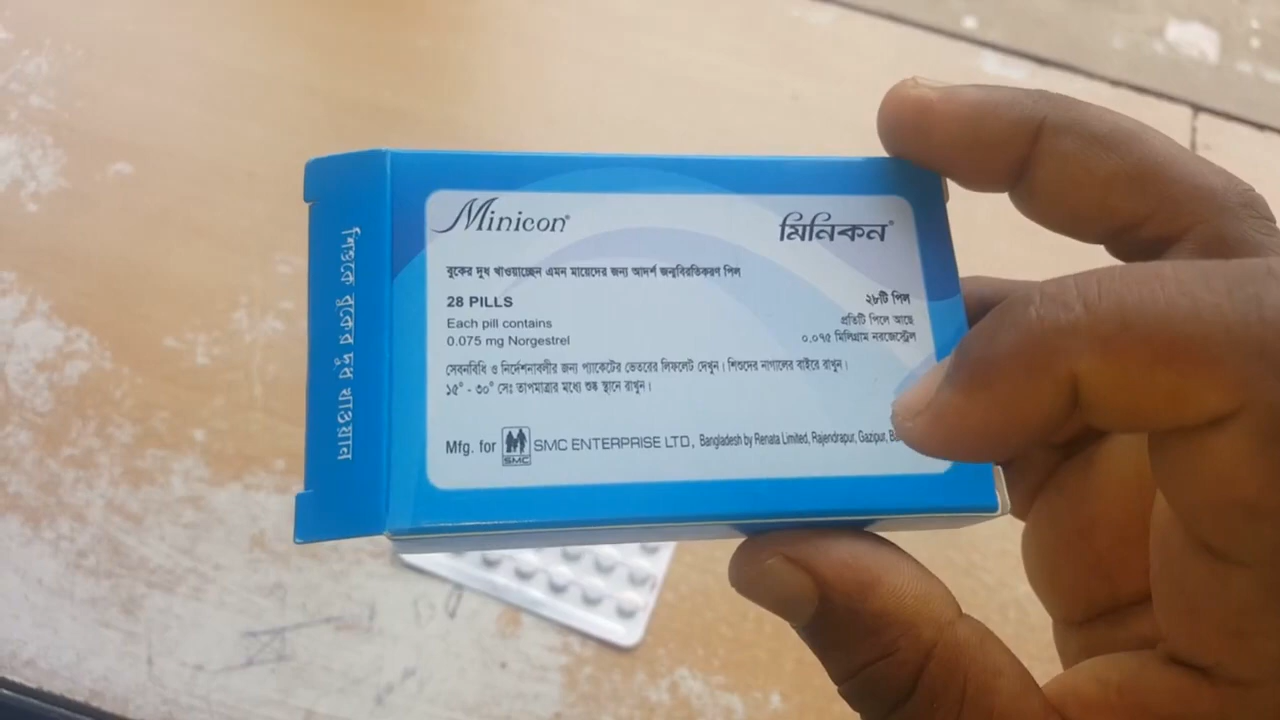 Minicon®
মিনিকন®
বুকের দুধ খাওয়াচ্ছেন এমন মায়েদের জন্য আদর্শ জন্মবিরতিকরণ পিল
28 PILLS
Each pill contains
0.075 mg Norgestrel
২৮টি পিল
প্রতিটি পিলে আছে
০.০৭৫ মিলিগ্রাম নরজেস্ট্রেল
সেবনবিধি ও নির্দেশনাবলীর জন্য প্যাকেটের ভেতরের লিফলেট দেখুন। শিশুদের নাগালের বাইরে রাখুন।
১৫° - ৩০° সেঃ তাপমাত্রার মধ্যে শুষ্ক স্থানে রাখুন।
Mfg. for SMC SMC ENTERPRISE LTD, Bangladesh by Renata Limited, Rajendrapur, Gazipur,
শিশুকে বুকের দুধ খাওয়ান